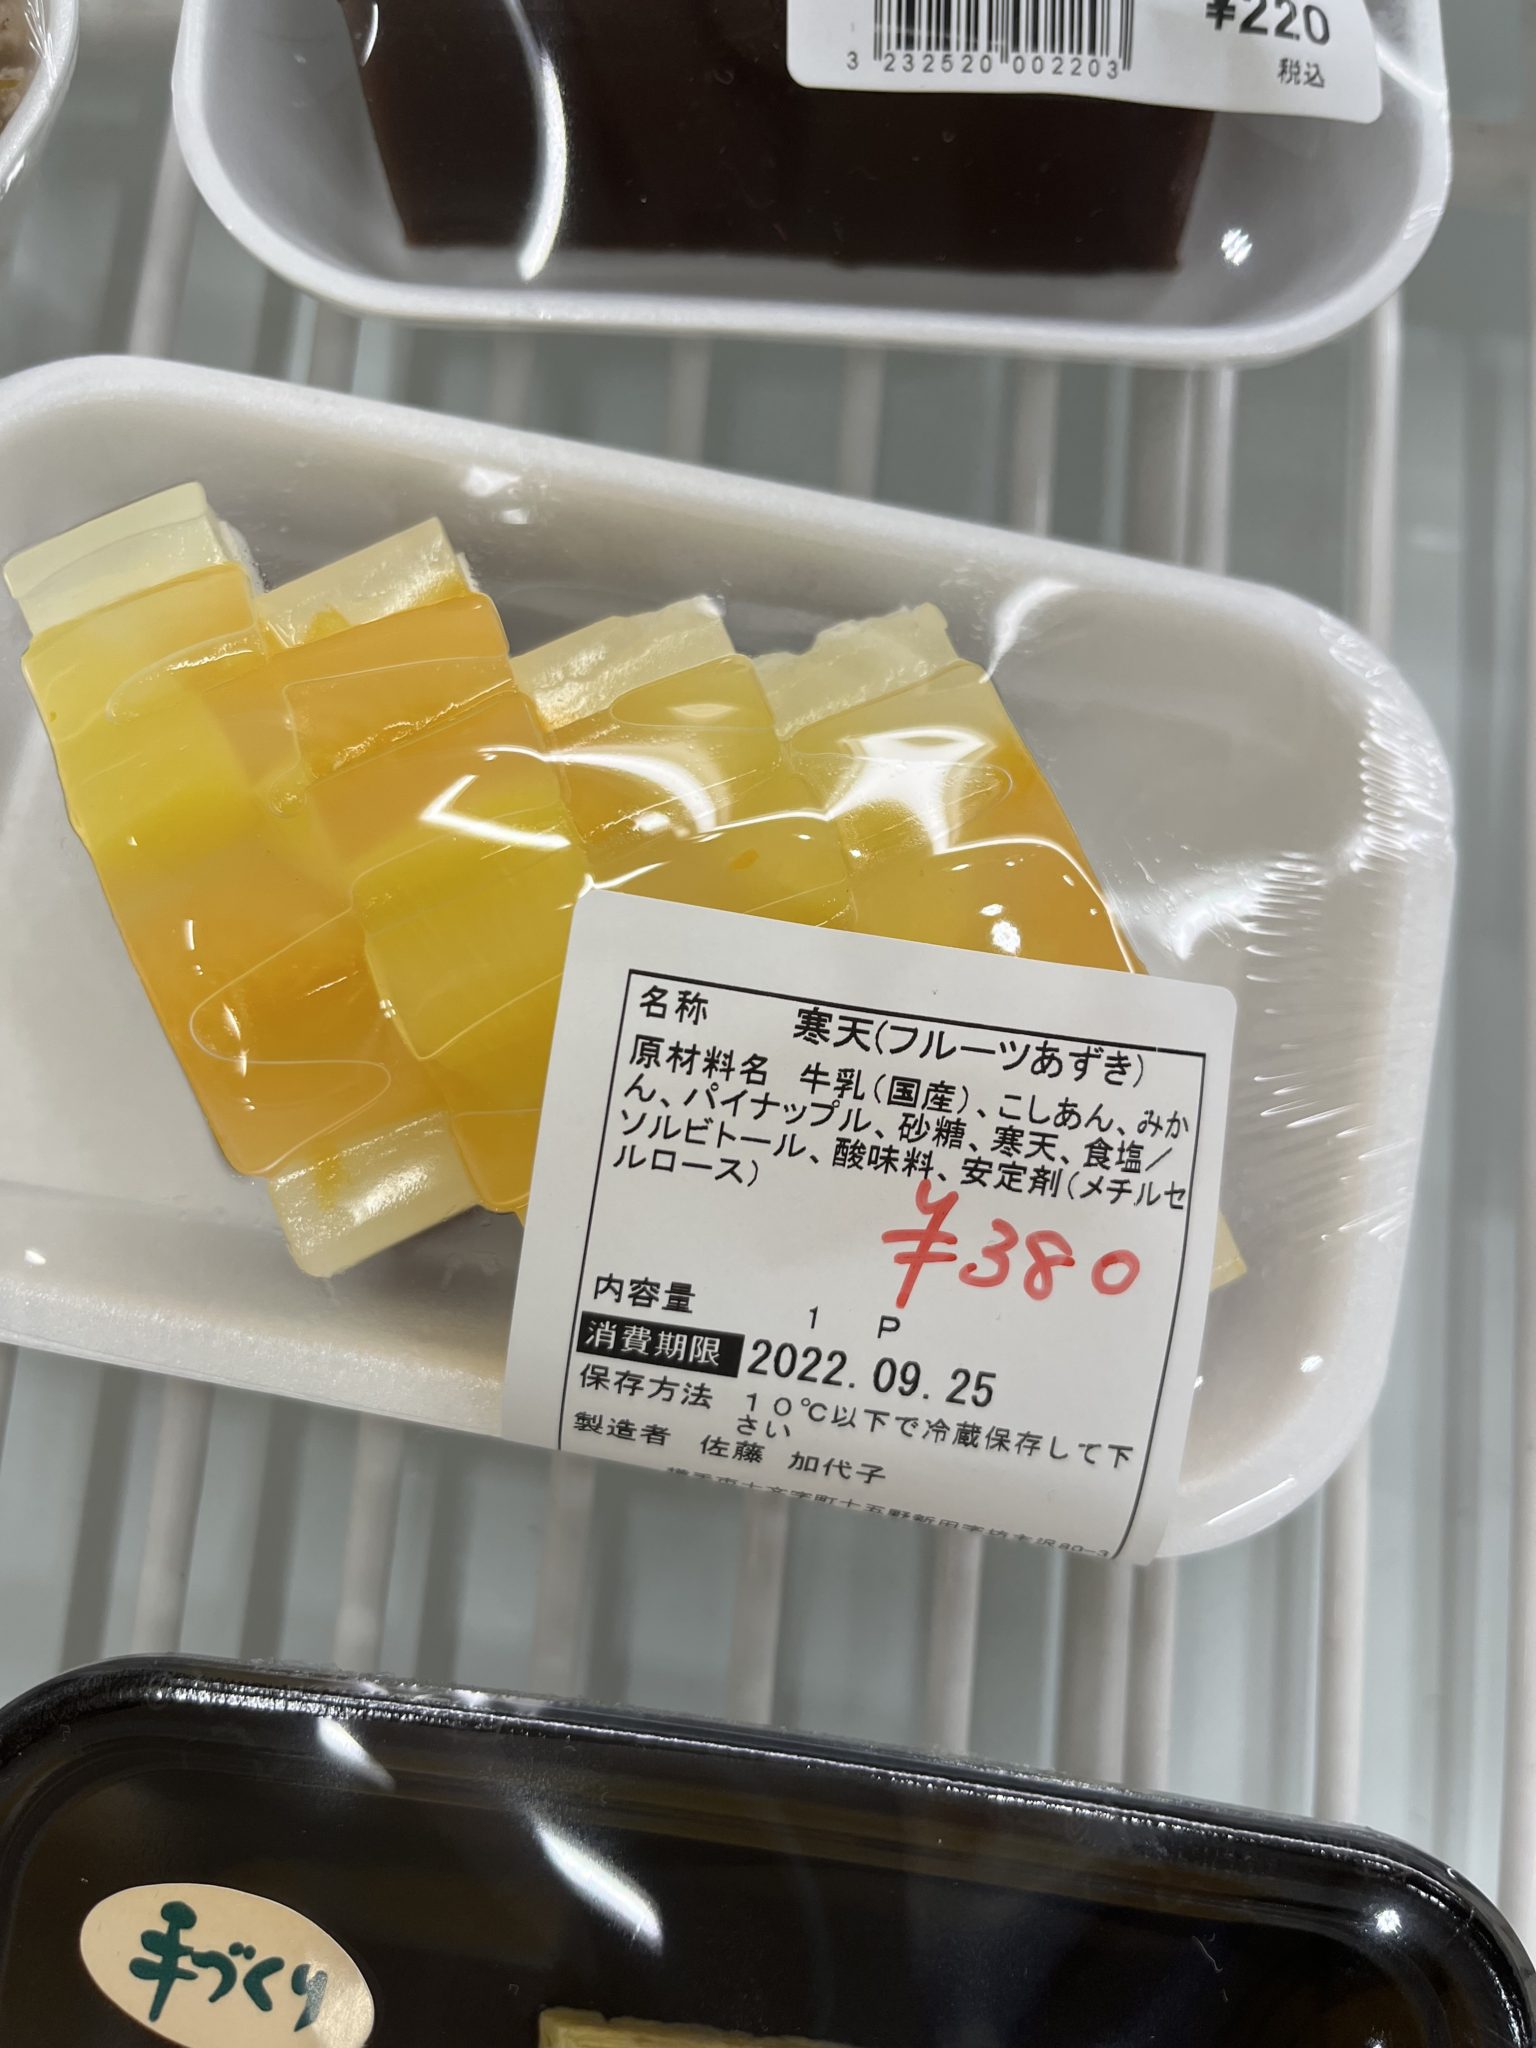 ¥220
3 232520 002203
税込
名称 寒天(フルーツあずき)
原材料名 牛乳(国産)、こしあん、みか
ん、パイナップル、砂糖、寒天、食塩/
ソルビトール、酸味料、安定剤(メチルセ
ルロース)
¥380
内容量 1 P
消費期限 2022.09.25
保存方法 10℃以下で冷蔵保存して下
さい
製造者 佐藤 加代子
手づくり